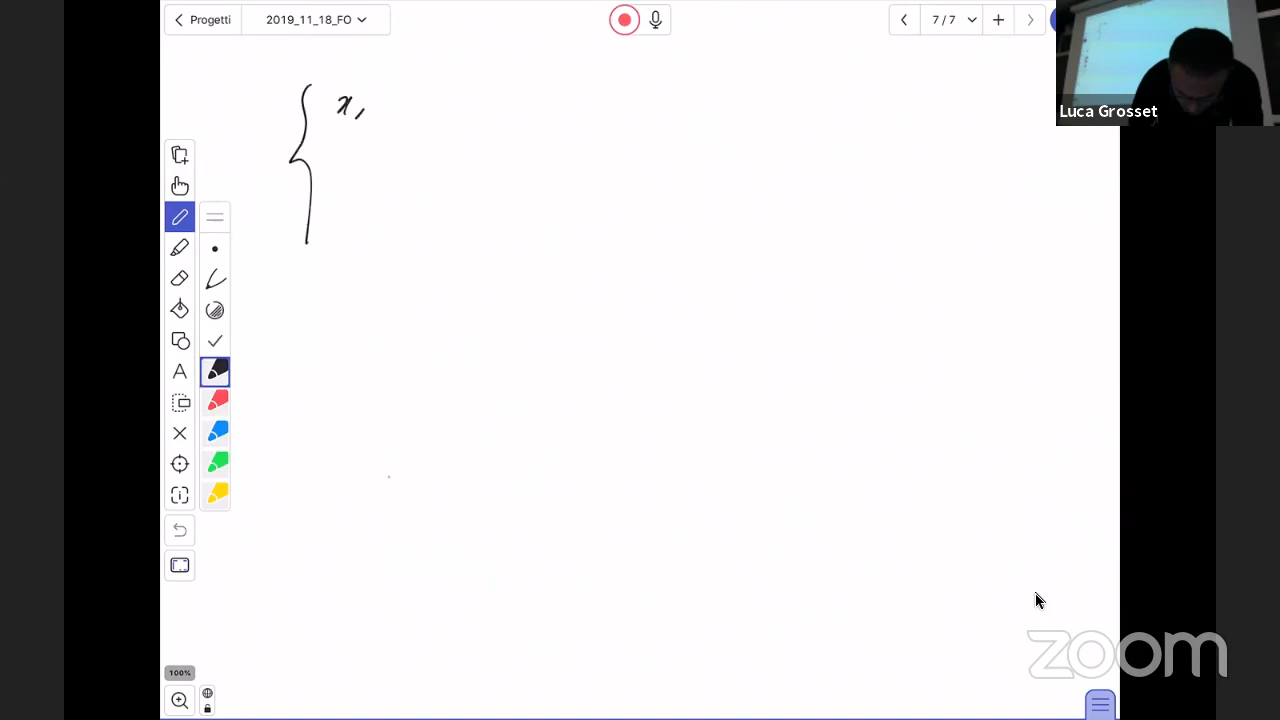 Progetti
2019_11_18_FO
7/7
Luca Grosset
x,
A
100%
zoom